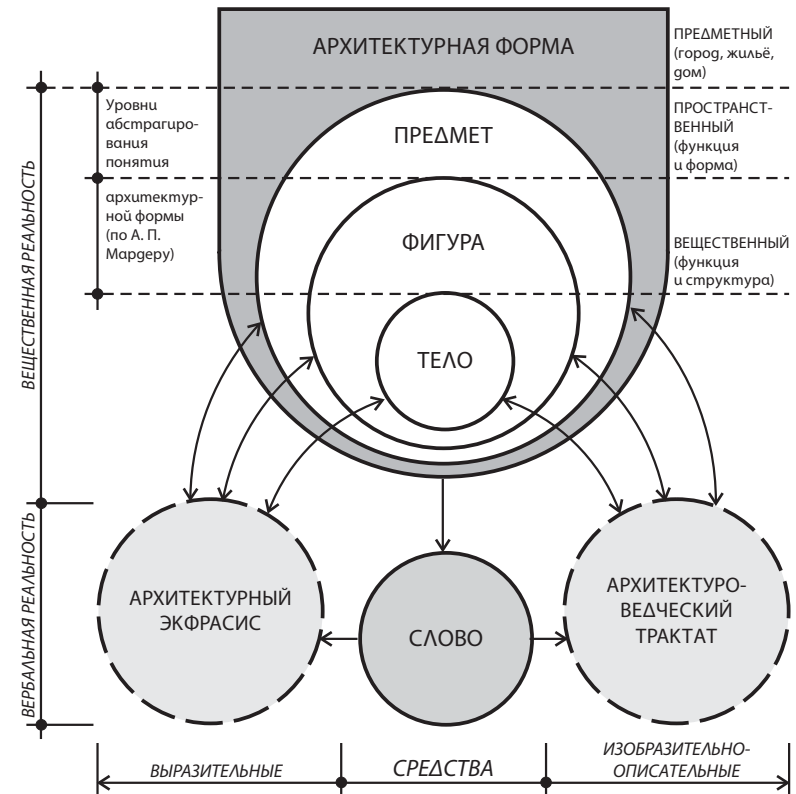 АРХИТЕКТУРНАЯ ФОРМА
ПРЕДМЕТНЫЙ
(город, жильё,
дом)
Уровни
абстрагиро-
вания
понятия
ПРЕДМЕТ
ПРОСТРАНСТ-
ВЕННЫЙ
(функция
и форма)
архитектур-
ной формы
(по А. П.
Мардеру)
ФИГУРА
ВЕЩЕСТВЕННЫЙ
(функция
и структура)
ТЕЛО
ВЕЩЕСТВЕННАЯ РЕАЛЬНОСТЬ
ВЕРБАЛЬНАЯ РЕАЛЬНОСТЬ
АРХИТЕКТУРНЫЙ
ЭКФРАСИС
СЛОВО
АРХИТЕКТУРО-
ВЕДЧЕСКИЙ
ТРАКТАТ
ВЫРАЗИТЕЛЬНЫЕ
СРЕДСТВА
ИЗОБРАЗИТЕЛЬНО-
ОПИСАТЕЛЬНЫЕ